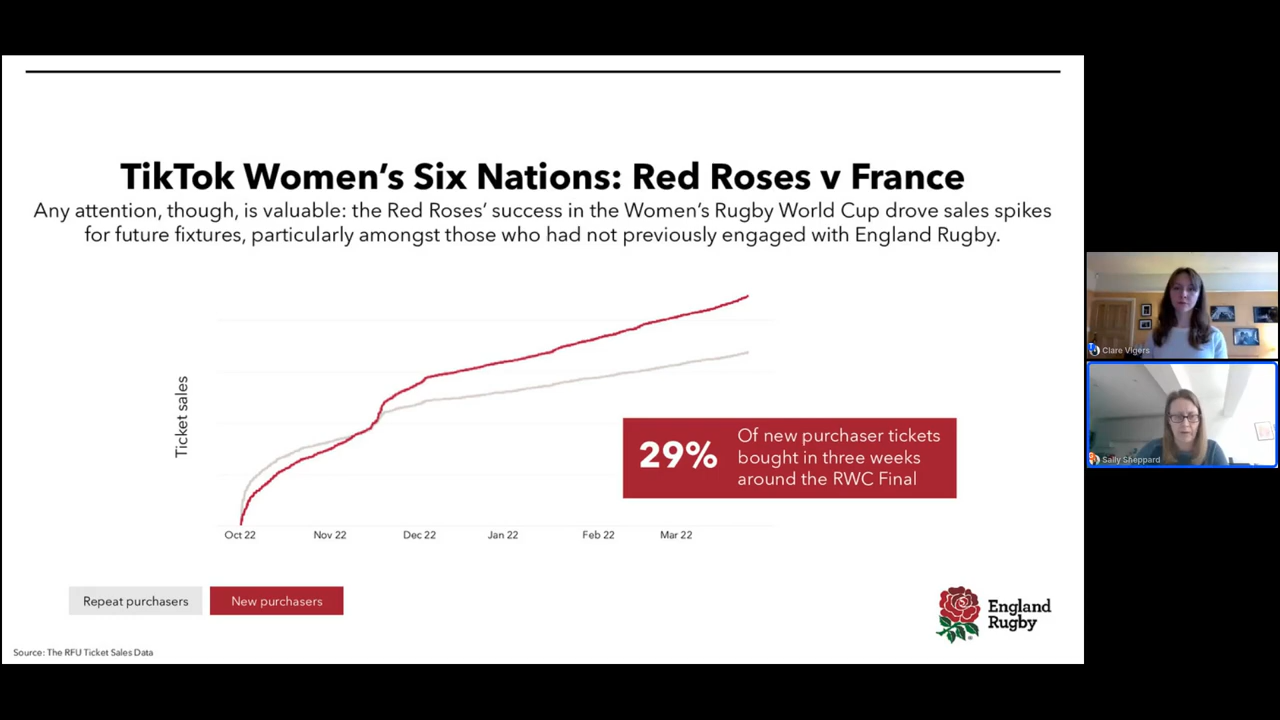 TikTok Women’s Six Nations: Red Roses v France
Any attention, though, is valuable: the Red Roses’ success in the Women’s Rugby World Cup drove sales spikes
for future fixtures, particularly amongst those who had not previously engaged with England Rugby.
Ticket sales
29%
Of new purchaser tickets
bought in three weeks
around the RWC Final
Oct 22
Nov 22
Dec 22
Jan 22
Feb 22
Mar 22
Repeat purchasers
New purchasers
England
Rugby
Source: The RFU Ticket Sales Data
Clare Vigers
Sally Sheppard